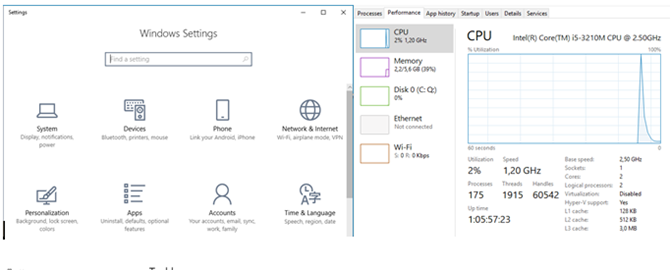 Settings
Windows Settings
Find a setting
System
Display, notifications, power
Devices
Bluetooth, printers, mouse
Phone
Link your Android, iPhone
Network & Internet
Wi-Fi, airplane mode, VPN
Personalization
Background, lock screen, colors
Apps
Uninstall, defaults, optional features
Accounts
Your accounts, email, sync, work, family
Time & Language
Speech, region, date
Processes Performance App history Startup Users Details Services
CPU
2% 1,20 GHz
Memory
2,2/5,6 GB (39%)
Disk 0 (C: Q:)
0%
Ethernet
Not connected
Wi-Fi
S: 0 R: 0 Kbps
CPU Intel(R) Core(TM) i5-3210M CPU @ 2.50GHz
% Utilization 100%
60 seconds 0
Utilization Speed
2% 1,20 GHz
Processes Threads Handles
175 1915 60542
Up time
1:05:57:23
Base speed: 2,50 GHz
Sockets: 1
Cores: 2
Logical processors: 2
Virtualization: Disabled
Hyper-V support: Yes
L1 cache: 128 KB
L2 cache: 512 KB
L3 cache: 3,0 MB